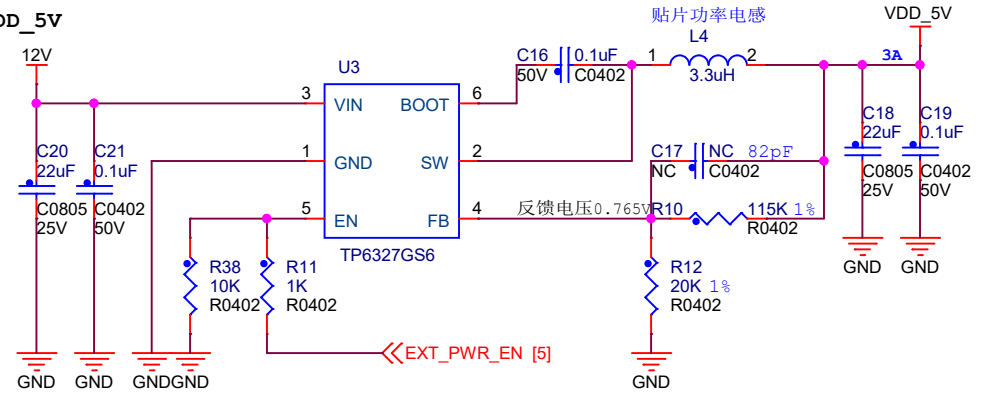 DD_5V
贴片功率电感
VDD_5V
12V
L4
3A
C16
0.1uF
50V
C0402
1
2
3.3uH
U3
3
VIN
BOOT
6
1
GND
SW
2
5
EN
FB
4
TP6327GS6
C20
22uF
C0805
25V
C21
0.1uF
C0402
50V
C17
NC
82pF
NC
C0402
C18
22uF
C0805
25V
C19
0.1uF
C0402
50V
反馈电压0.765V
R10
115K 1%
R0402
R38
10K
R0402
R11
1K
R0402
R12
20K 1%
R0402
GND
GND
EXT_PWR_EN [5]
GND
GND
GND
GND
GND